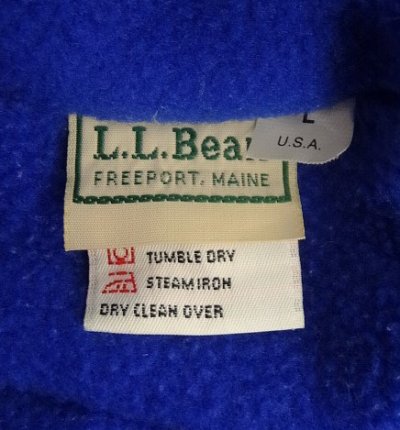 L.L.Bea
FREEPORT, MAINE
L
U.S.A.
TUMBLE DRY
STEAM IRON
DRY CLEAN OVER